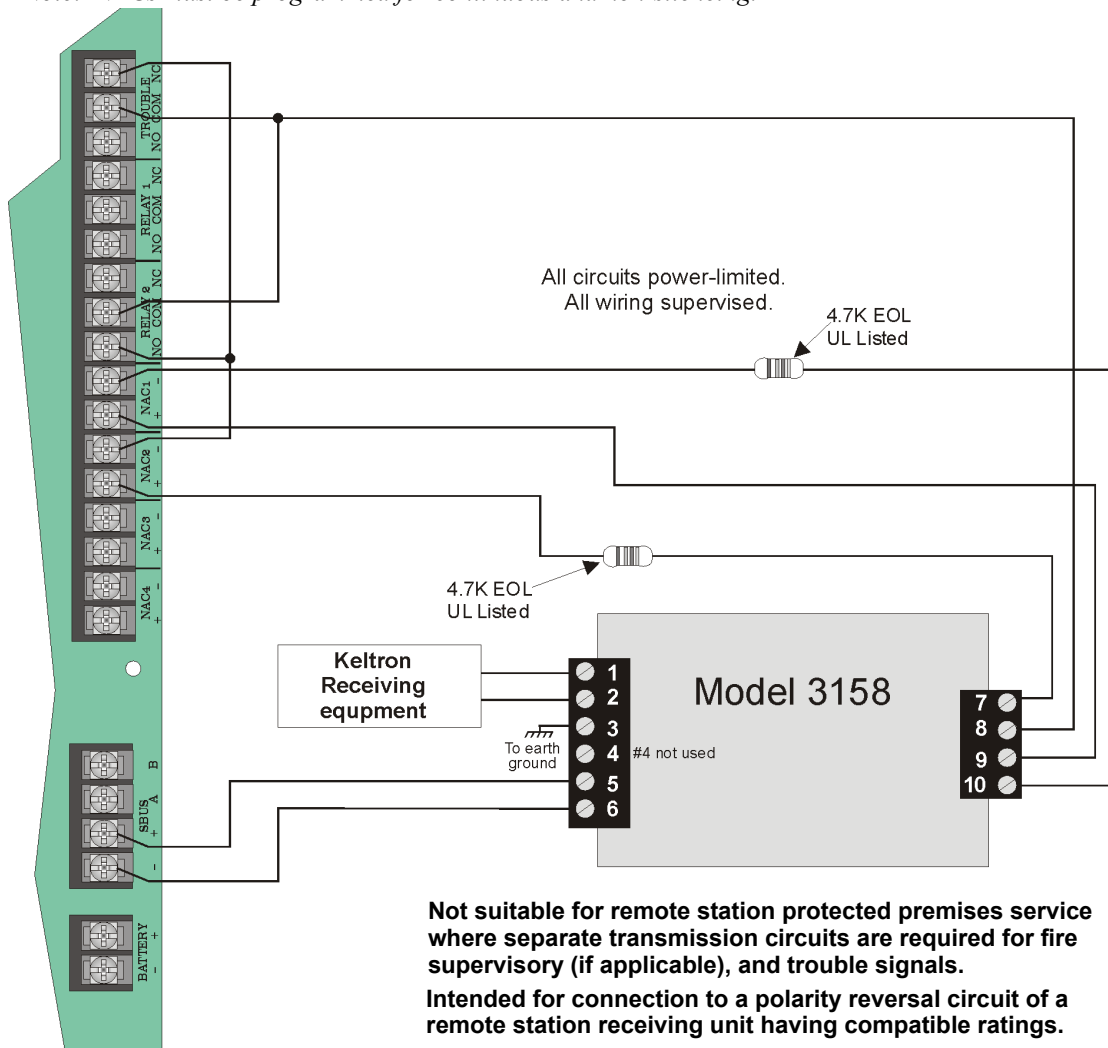 NC
COM
NO
TROUBLE
NC
COM
NO
RELAY 1
NC
COM
NO
RELAY 2
-
+
NAC1
-
+
NAC2
-
+
NAC3
-
+
NAC4
All circuits power-limited.
All wiring supervised.
4.7K EOL
UL Listed
4.7K EOL
UL Listed
Keltron
Receiving
equpment
To earth
ground
1
2
3
4
5
6
#4 not used
Model 3158
7
8
9
10
B
A
+
-
SBUS
+
-
BATTERY
Not suitable for remote station protected premises service
where separate transmission circuits are required for fire
supervisory (if applicable), and trouble signals.
Intended for connection to a polarity reversal circuit of a
remote station receiving unit having compatible ratings.